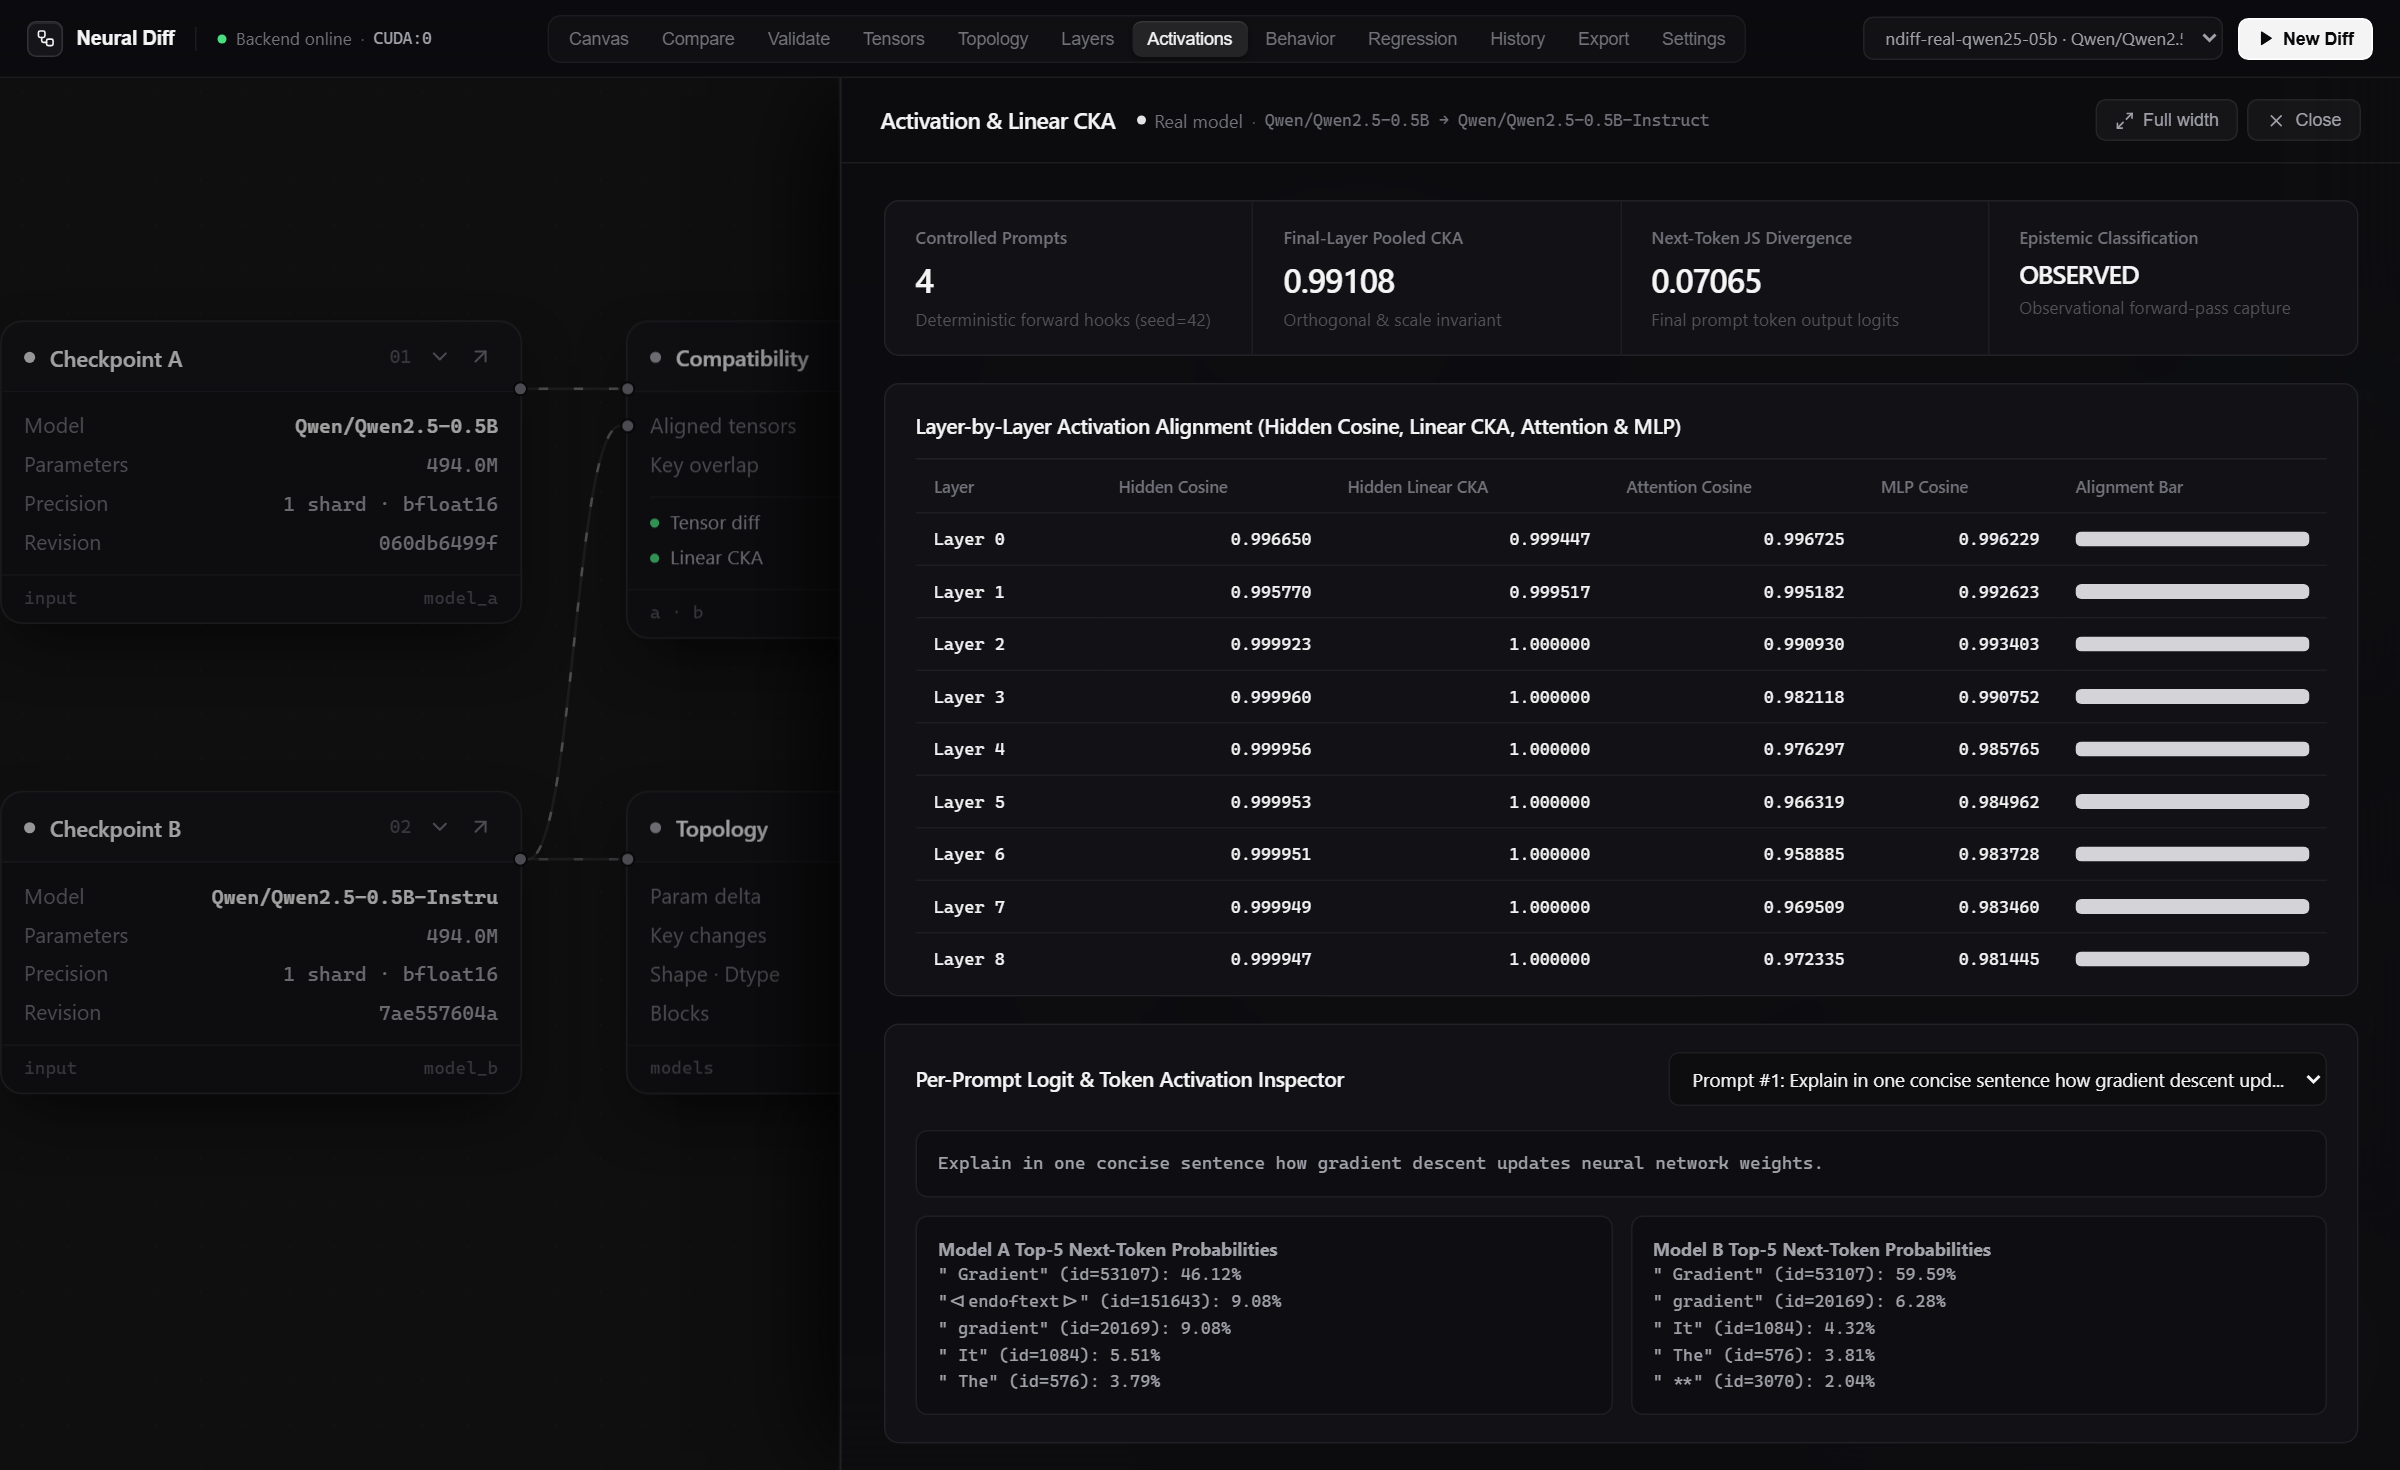 Neural Diff
Backend online · CUDA:0
Canvas Compare Validate Tensors Topology Layers Activations Behavior Regression History Export Settings
ndiff-real-qwen25-05b · Qwen/Qwen2.5
New Diff
Checkpoint A 01
Model Qwen/Qwen2.5-0.5B
Parameters 494.0M
Precision 1 shard · bfloat16
Revision 060db6499f
input model_a
Compatibility
Aligned tensors
Key overlap
Tensor diff
Linear CKA
a · b
Checkpoint B 02
Model Qwen/Qwen2.5-0.5B-Instru
Parameters 494.0M
Precision 1 shard · bfloat16
Revision 7ae557604a
input model_b
Topology
Param delta
Key changes
Shape · Dtype
Blocks
models
Activation & Linear CKA Real model · Qwen/Qwen2.5-0.5B → Qwen/Qwen2.5-0.5B-Instruct
Full width
Close
Controlled Prompts
4
Deterministic forward hooks (seed=42)
Final-Layer Pooled CKA
0.99108
Orthogonal & scale invariant
Next-Token JS Divergence
0.07065
Final prompt token output logits
Epistemic Classification
OBSERVED
Observational forward-pass capture
Layer-by-Layer Activation Alignment (Hidden Cosine, Linear CKA, Attention & MLP)
Layer Hidden Cosine Hidden Linear CKA Attention Cosine MLP Cosine Alignment Bar
Layer 0 0.996650 0.999447 0.996725 0.996229
Layer 1 0.995770 0.999517 0.995182 0.992623
Layer 2 0.999923 1.000000 0.990930 0.993403
Layer 3 0.999960 1.000000 0.982118 0.990752
Layer 4 0.999956 1.000000 0.976297 0.985765
Layer 5 0.999953 1.000000 0.966319 0.984962
Layer 6 0.999951 1.000000 0.958885 0.983728
Layer 7 0.999949 1.000000 0.969509 0.983460
Layer 8 0.999947 1.000000 0.972335 0.981445
Per-Prompt Logit & Token Activation Inspector
Prompt #1: Explain in one concise sentence how gradient descent upd...
Explain in one concise sentence how gradient descent updates neural network weights.
Model A Top-5 Next-Token Probabilities
" Gradient" (id=53107): 46.12%
"<|endoftext|>" (id=151643): 9.08%
" gradient" (id=20169): 9.08%
" It" (id=1084): 5.51%
" The" (id=576): 3.79%
Model B Top-5 Next-Token Probabilities
" Gradient" (id=53107): 59.59%
" gradient" (id=20169): 6.28%
" It" (id=1084): 4.32%
" The" (id=576): 3.81%
" **" (id=3070): 2.04%